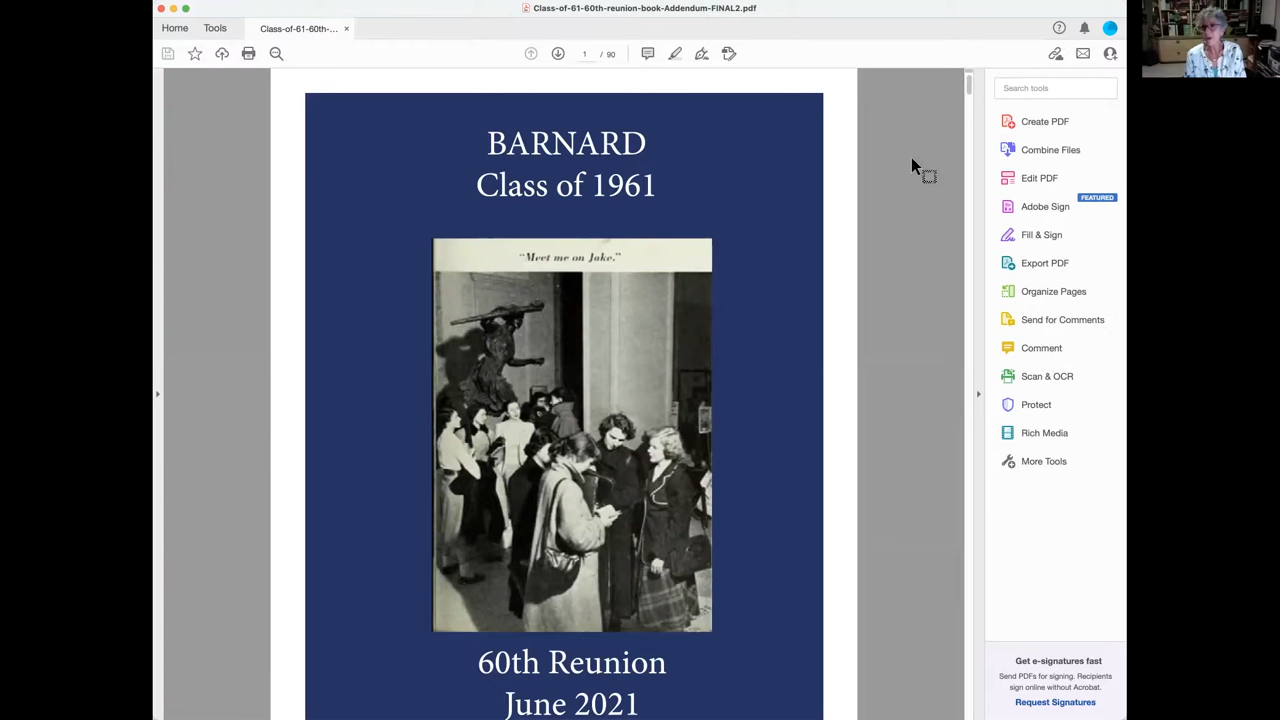 Class-of-61-60th-reunion-book-Addendum-FINAL2.pdf
Home
Tools
Class-of-61-60th-...
×
1 / 90
Search tools
BARNARD
Class of 1961
"Meet me on Jake."
60th Reunion
June 2021
Create PDF
Combine Files
Edit PDF
FEATURED
Adobe Sign
Fill & Sign
Export PDF
Organize Pages
Send for Comments
Comment
Scan & OCR
Protect
Rich Media
More Tools
Get e-signatures fast
Send PDFs for signing. Recipients
sign online without Acrobat.
Request Signatures